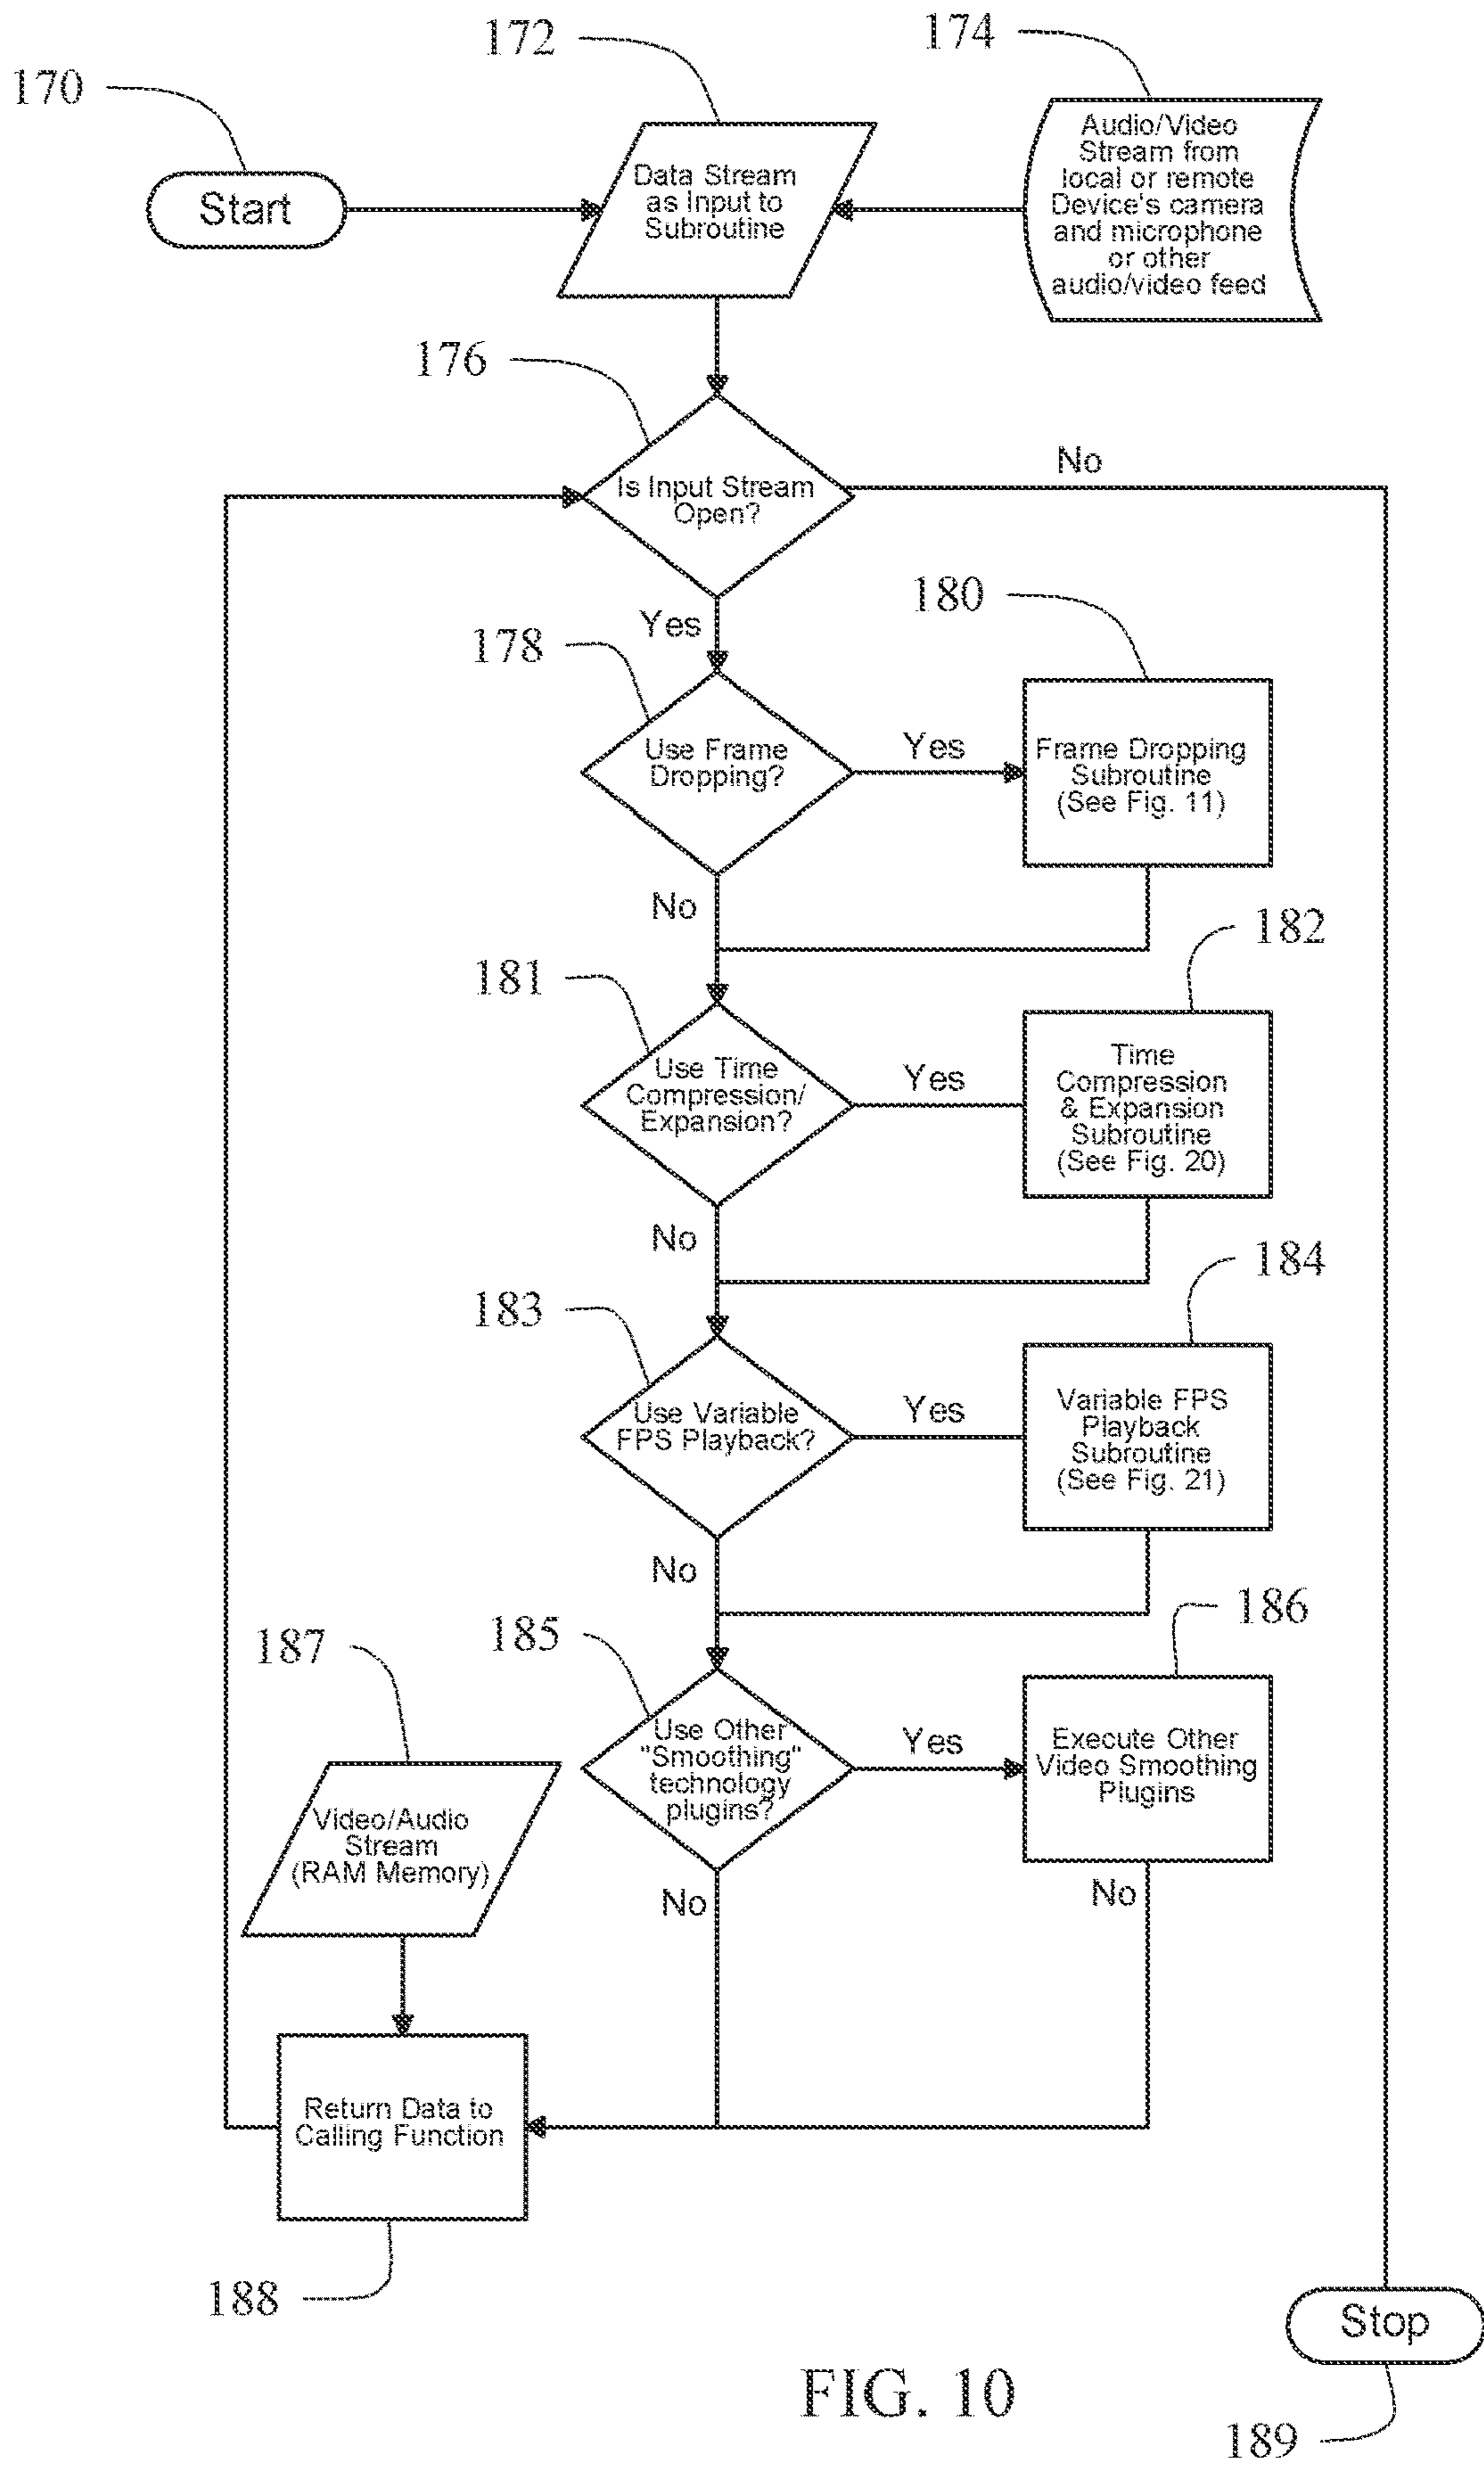 172
174
170
Start
Data Stream
as Input to
Subroutine
Audio/Video
Stream from
local or remote
Device's camera
and microphone
or other
audio/video feed
176
Is Input Stream
Open?
No
Yes
180
178
Use Frame
Dropping?
Yes
Frame Dropping
Subroutine
(See Fig. 11)
No
182
181
Use Time
Compression/
Expansion?
Yes
Time
Compression
& Expansion
Subroutine
(See Fig. 20)
No
184
183
Use Variable
FPS Playback?
Yes
Variable FPS
Playback
Subroutine
(See Fig. 21)
No
186
185
187
Use Other
"Smoothing"
technology
plugins?
Yes
Execute Other
Video Smoothing
Plugins
Video/Audio
Stream
(RAM Memory)
No
No
Return Data to
Calling Function
188
Stop
FIG. 10
189